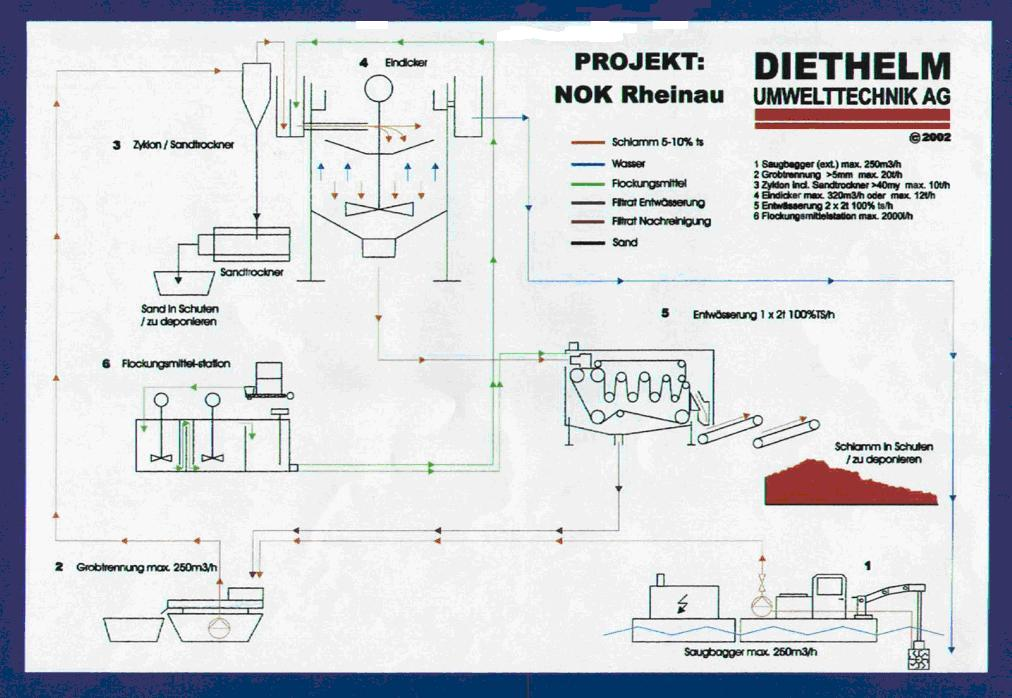 PROJEKT:
NOK Rheinau
DIETHELM
UMWELTTECHNIK AG
©2002
4 Eindicker
3 Zyklon / Sandtrockner
Schlamm 5-10% ts
Wasser
Flockungsmittel
Filtrat Entwässerung
Filtrat Nachreinigung
Sand
1 Saugbagger (ext.) max. 250m3/h
2 Grobtrennung >5mm max. 20t/h
3 Zyklon incl. Sandtrockner >40my max. 10t/h
4 Eindicker max. 320m3/h oder max. 12t/h
5 Entwässerung 2 x 2t 100% ts/h
6 Flockungsmittelstation max. 2000l/h
Sandtrockner
Sand in Schuten
/ zu deponieren
5 Entwässerung 1 x 2t 100%TS/h
6 Flockungsmittel-station
Schlamm in Schuten
/ zu deponieren
2 Grobtrennung max. 250m3/h
1
Saugbagger max. 250m3/h